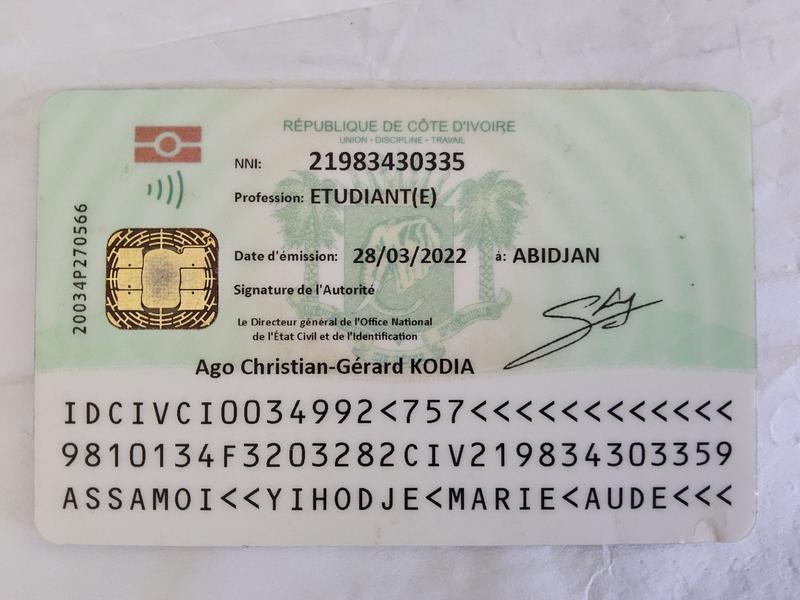 RÉPUBLIQUE DE CÔTE D'IVOIRE
UNION - DISCIPLINE - TRAVAIL
NNI: 21983430335
Profession: ETUDIANT(E)
20034P270566
Date d'émission: 28/03/2022 à: ABIDJAN
Signature de l'Autorité
Le Directeur général de l'Office National
de l'État Civil et de l'Identification
Ago Christian-Gérard KODIA
IDCIVCI0034992<757<<<<<<<<<<<<
9810134F3203282CIV219834303359
ASSAMOI<<YIHODJE<MARIE<AUDE<<<